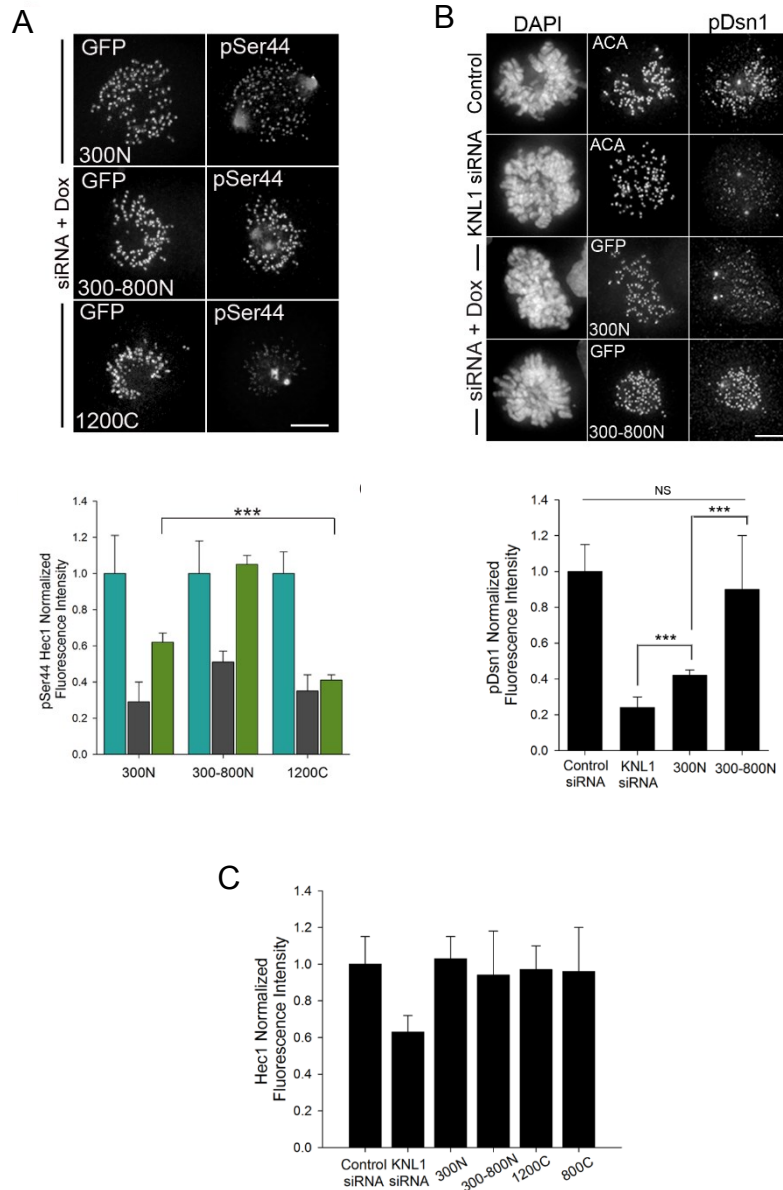 A
GFP
pSer44
300N
GFP
pSer44
300-800N
GFP
pSer44
1200C
siRNA + Dox
B
DAPI
pDsn1
ACA
Control
ACA
KNL1 siRNA
GFP
300N
GFP
300-800N
siRNA + Dox
pSer44 Hec1 Normalized
Fluorescence Intensity
1.4
1.2
1.0
0.8
0.6
0.4
0.2
0.0
***
300N
300-800N
1200C
pDsn1 Normalized
Fluorescence Intensity
1.4
1.2
1.0
0.8
0.6
0.4
0.2
0.0
NS
***
***
Control
siRNA
KNL1
siRNA
300N
300-800N
C
Hec1 Normalized
Fluorescence Intensity
1.4
1.2
1.0
0.8
0.6
0.4
0.2
0.0
Control
siRNA
KNL1
siRNA
300N
300-800N
1200C
800C